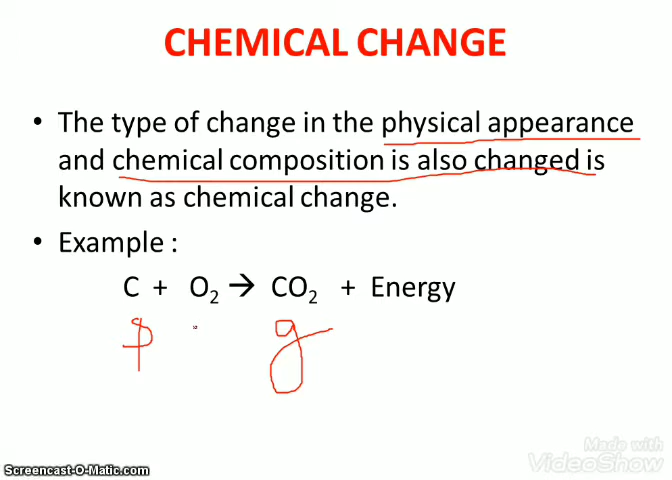 CHEMICAL CHANGE
• The type of change in the physical appearance
and chemical composition is also changed is
known as chemical change.
• Example :
C + O₂ → CO₂ + Energy
g
Made with
VideoShow
Screencast-O-Matic.com